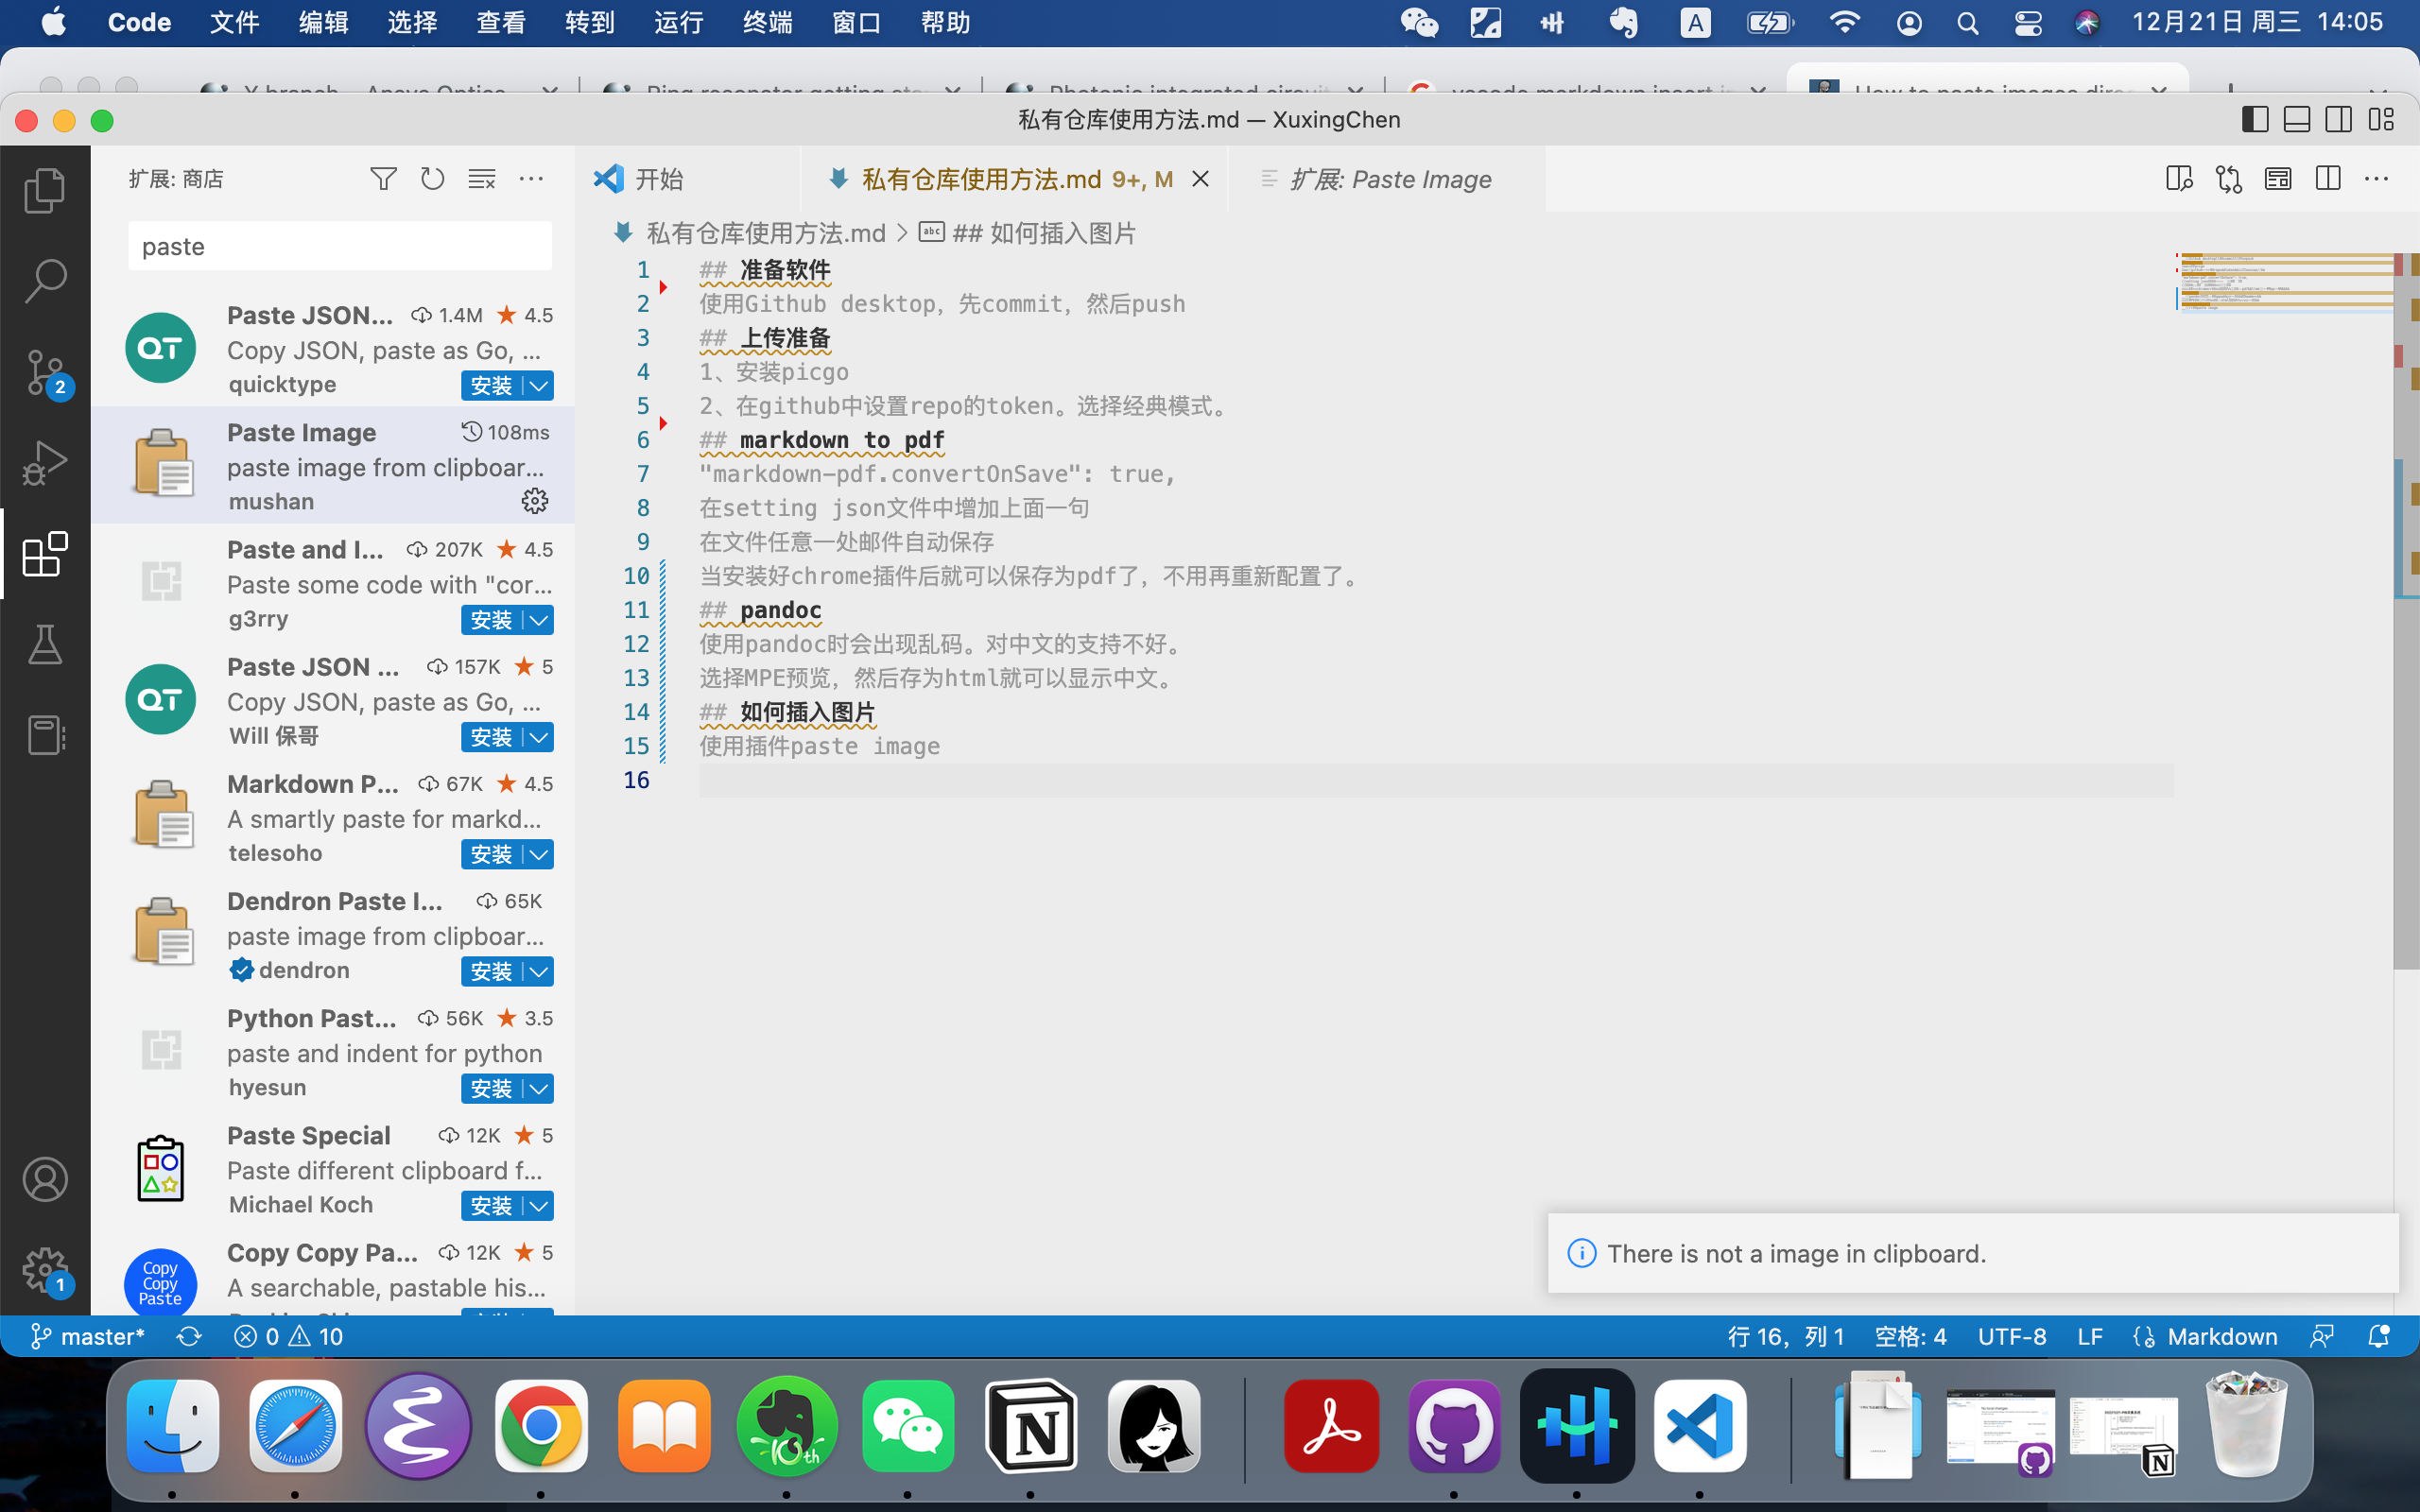 Code 文件 编辑 选择 查看 转到 运行 终端 窗口 帮助 A 12月21日 周三 14:05
私有仓库使用方法.md — XuxingChen
扩展: 商店
paste
Paste JSON... 1.4M 4.5
Copy JSON, paste as Go, ...
quicktype 安装
Paste Image 108ms
paste image from clipboar...
mushan
Paste and I... 207K 4.5
Paste some code with "cor...
g3rry 安装
Paste JSON ... 157K 5
Copy JSON, paste as Go, ...
Will 保哥 安装
Markdown P... 67K 4.5
A smartly paste for markd...
telesoho 安装
Dendron Paste I... 65K
paste image from clipboar...
dendron 安装
Python Past... 56K 3.5
paste and indent for python
hyesun 安装
Paste Special 12K 5
Paste different clipboard f...
Michael Koch 安装
Copy Copy Pa... 12K 5
A searchable, pastable his...
QT
QT
Copy
Copy
Paste
2
1
开始 私有仓库使用方法.md 9+, M 扩展: Paste Image
私有仓库使用方法.md > abc ## 如何插入图片
1 ## 准备软件
2 使用Github desktop，先commit，然后push
3 ## 上传准备
4 1、安装picgo
5 2、在github中设置repo的token。选择经典模式。
6 ## markdown to pdf
7 "markdown-pdf.convertOnSave": true,
8 在setting json文件中增加上面一句
9 在文件任意一处邮件自动保存
10 当安装好chrome插件后就可以保存为pdf了，不用再重新配置了。
11 ## pandoc
12 使用pandoc时会出现乱码。对中文的支持不好。
13 选择MPE预览，然后存为html就可以显示中文。
14 ## 如何插入图片
15 使用插件paste image
16
There is not a image in clipboard.
master* 0 10 行 16，列 1 空格: 4 UTF-8 LF Markdown
10th